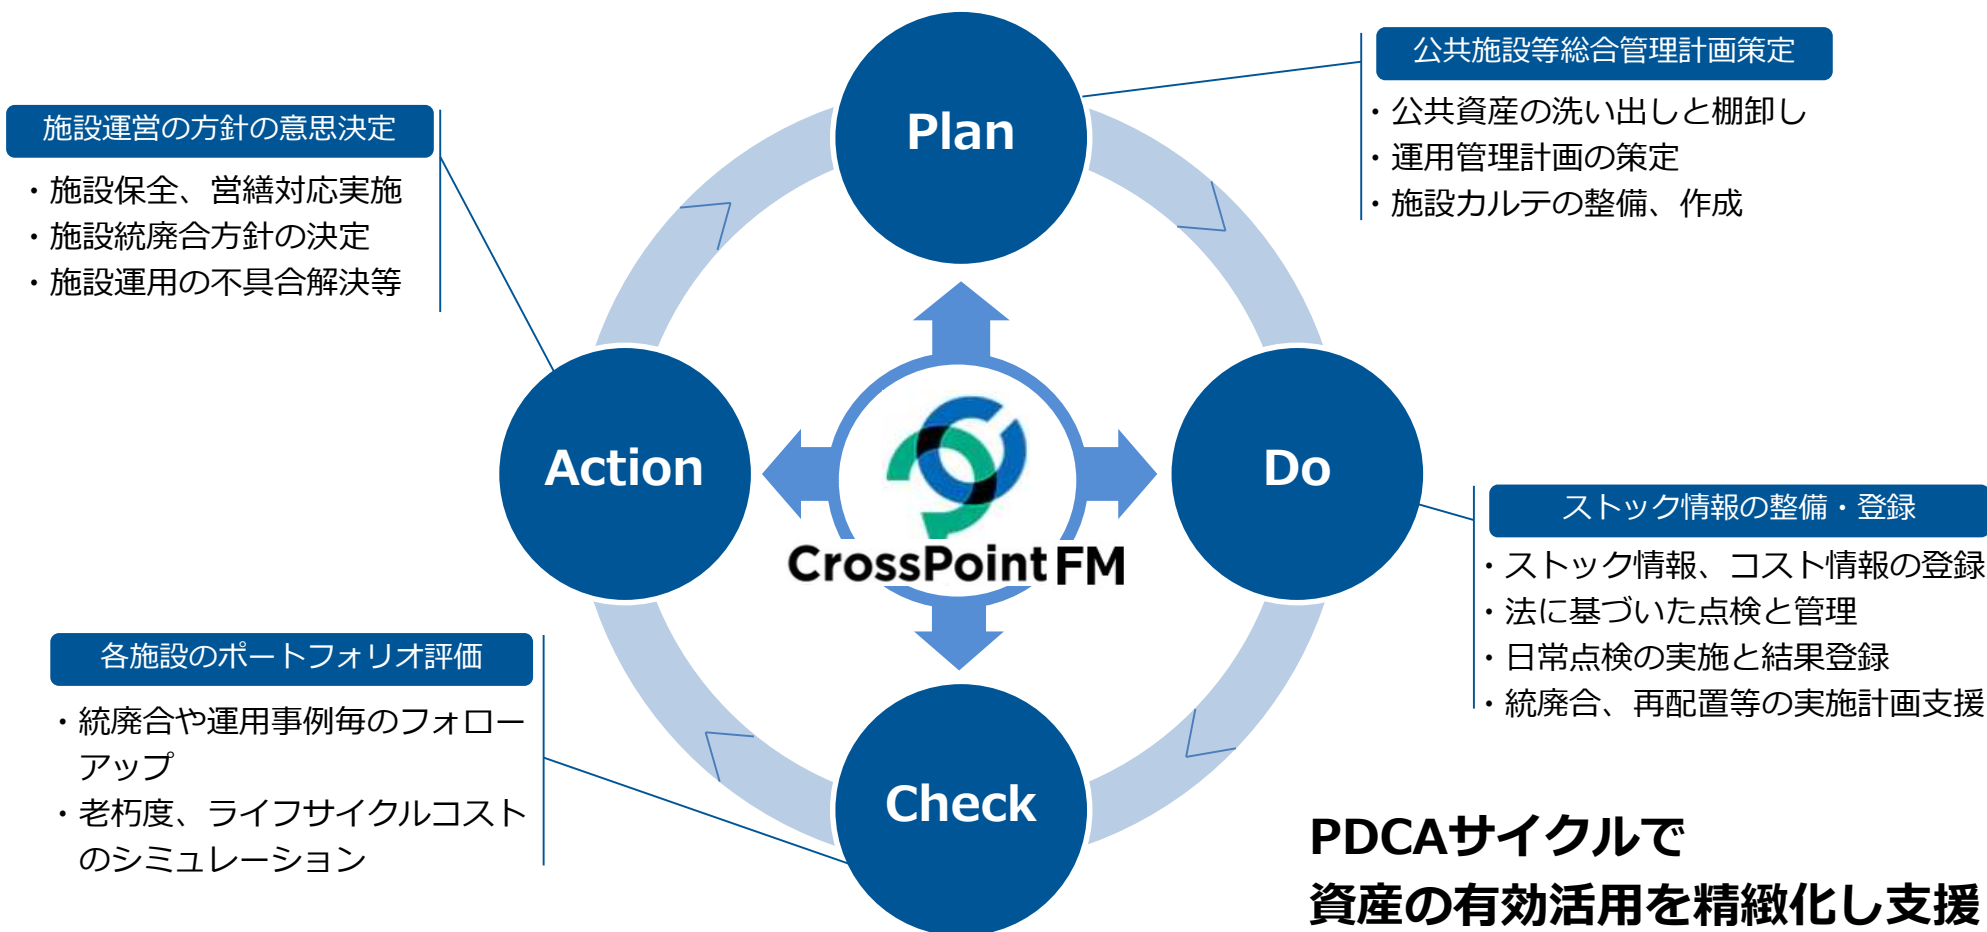 Plan
公共施設等総合管理計画策定
・公共資産の洗い出しと棚卸し
・運用管理計画の策定
・施設カルテの整備、作成
施設運営の方針の意思決定
・施設保全、営繕対応実施
・施設統廃合方針の決定
・施設運用の不具合解決等
Action
CrossPoint FM
Do
ストック情報の整備・登録
・ストック情報、コスト情報の登録
・法に基づいた点検と管理
・日常点検の実施と結果登録
・統廃合、再配置等の実施計画支援
各施設のポートフォリオ評価
・統廃合や運用事例毎のフォロー
アップ
・老朽度、ライフサイクルコスト
のシミュレーション
Check
PDCAサイクルで
資産の有効活用を精緻化し支援